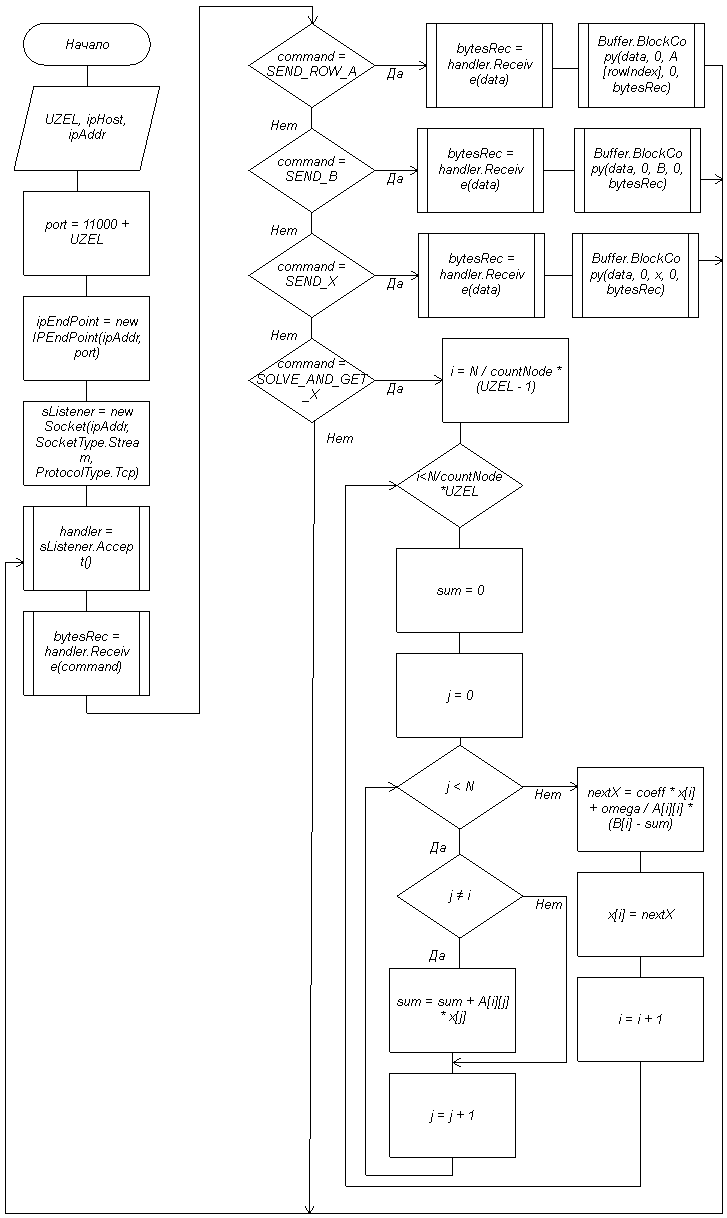 Начало
UZEL, ipHost,
ipAddr
port = 11000 +
UZEL
ipEndPoint = new
IPEndPoint(ipAddr,
port)
sListener = new
Socket(ipAddr,
SocketType.Strea
m,
ProtocolType.Tcp)
handler =
sListener.Accep
t()
bytesRec =
handler.Receiv
e(command)
command =
SEND_ROW_A
Да
bytesRec =
handler.Receiv
e(data)
Buffer.BlockCo
py(data, 0, A
[rowIndex], 0,
bytesRec)
Нет
command =
SEND_B
Да
bytesRec =
handler.Receiv
e(data)
Buffer.BlockCo
py(data, 0, B, 0,
bytesRec)
Нет
command =
SEND_X
Да
bytesRec =
handler.Receiv
e(data)
Buffer.BlockCo
py(data, 0, x, 0,
bytesRec)
Нет
command =
SOLVE_AND_GET
_X
Да
Нет
i = N / countNode *
(UZEL - 1)
i<N/countNode
*UZEL
sum = 0
j = 0
j < N
Нет
Да
nextX = coeff * x[i]
+ omega / A[i][i] *
(B[i] - sum)
j ≠ i
Нет
Да
x[i] = nextX
sum = sum + A[i][j]
* x[j]
i = i + 1
j = j + 1